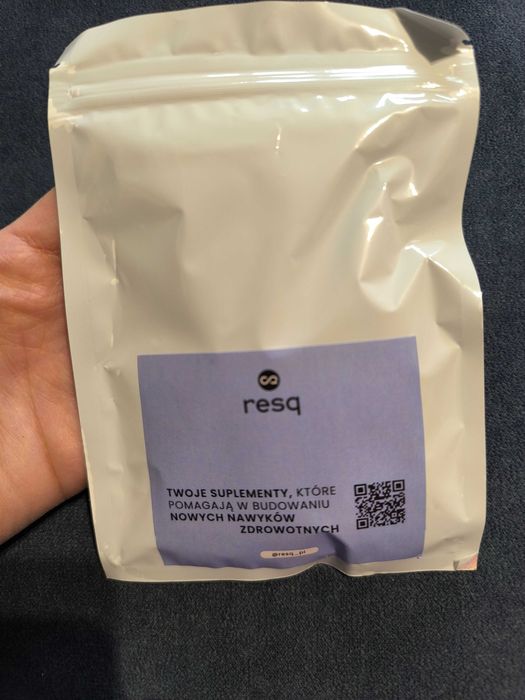 resq
TWOJE SUPLEMENTY, KTÓRE
POMAGAJĄ W BUDOWANIU
NOWYCH NAWYKÓW
ZDROWOTNYCH
@resq_pl